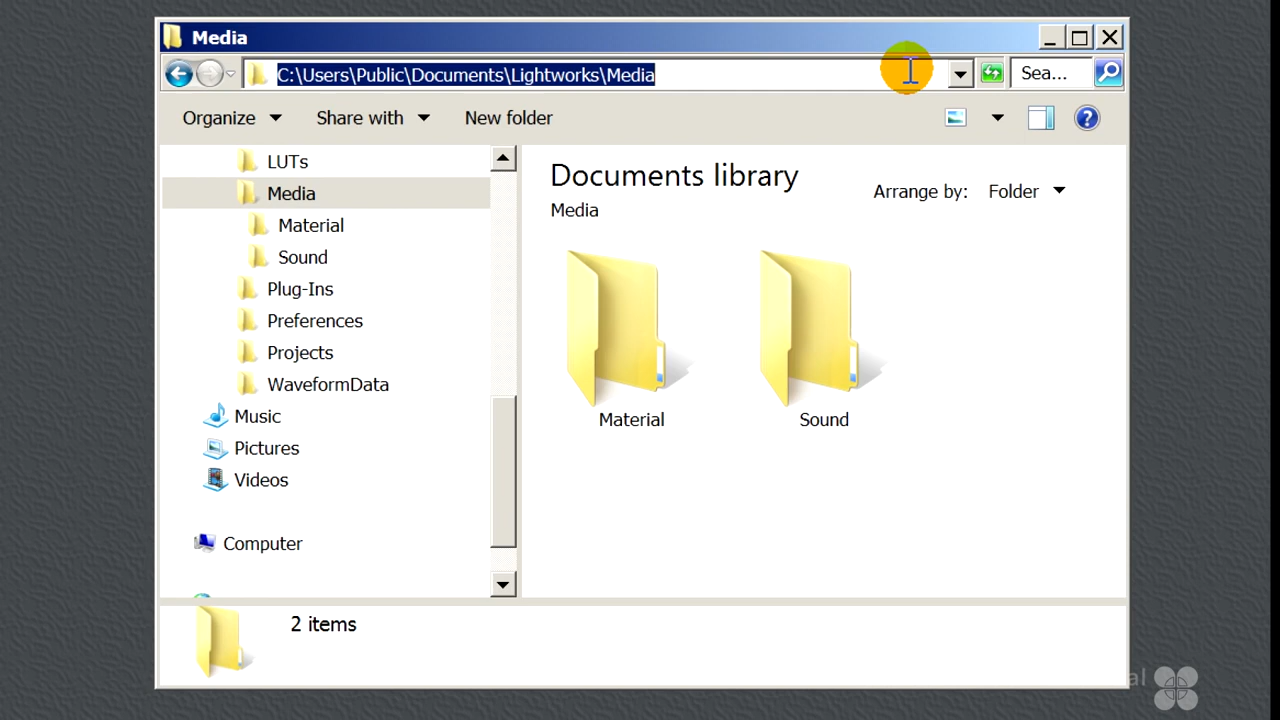 Media
C:\Users\Public\Documents\Lightworks\Media
Sea...
Organize
Share with
New folder
LUTs
Media
Material
Sound
Plug-Ins
Preferences
Projects
WaveformData
Music
Pictures
Videos
Computer
Documents library
Media
Arrange by: Folder
Material
Sound
2 items
al